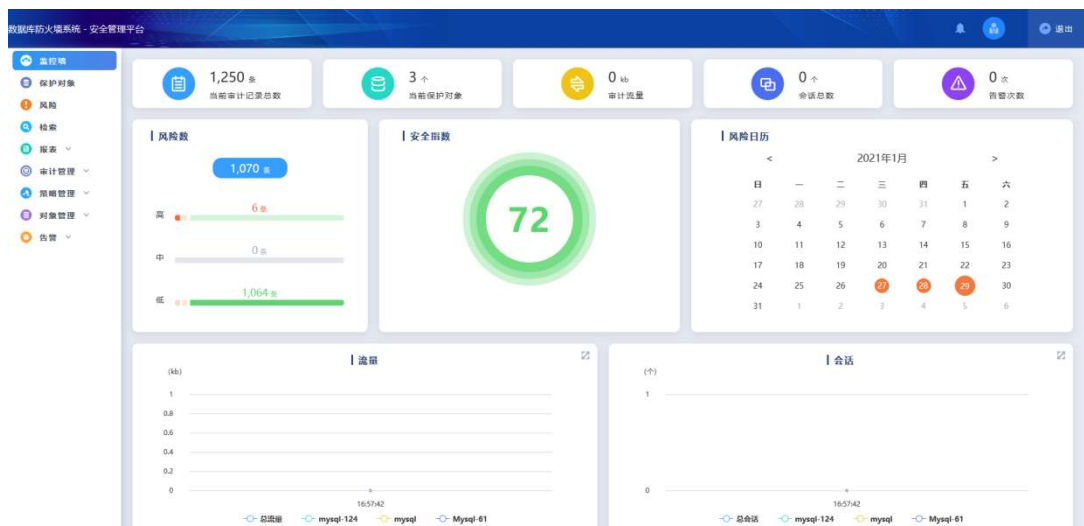 数据库防火墙系统 - 安全管理平台
退出
监控端
保护对象
风险
检索
报表
审计管理
策略管理
对象管理
告警
1,250 条
当前审计记录总数
3 个
当前保护对象
0 kb
审计流量
0 个
会话总数
0 次
告警次数
风险数
1,070 条
高 6 条
中 0 条
低 1,064 条
安全指数
72
风险日历
< 2021年1月 >
日 一 二 三 四 五 六
27 28 29 30 31 1 2
3 4 5 6 7 8 9
10 11 12 13 14 15 16
17 18 19 20 21 22 23
24 25 26 27 28 29 30
31 1 2 3 4 5 6
流量
(kb)
1
0.8
0.6
0.4
0.2
0
16:57:42
总流量 mysql-124 mysql Mysql-61
会话
(个)
1
0
16:57:42
总会话 mysql-124 mysql Mysql-61